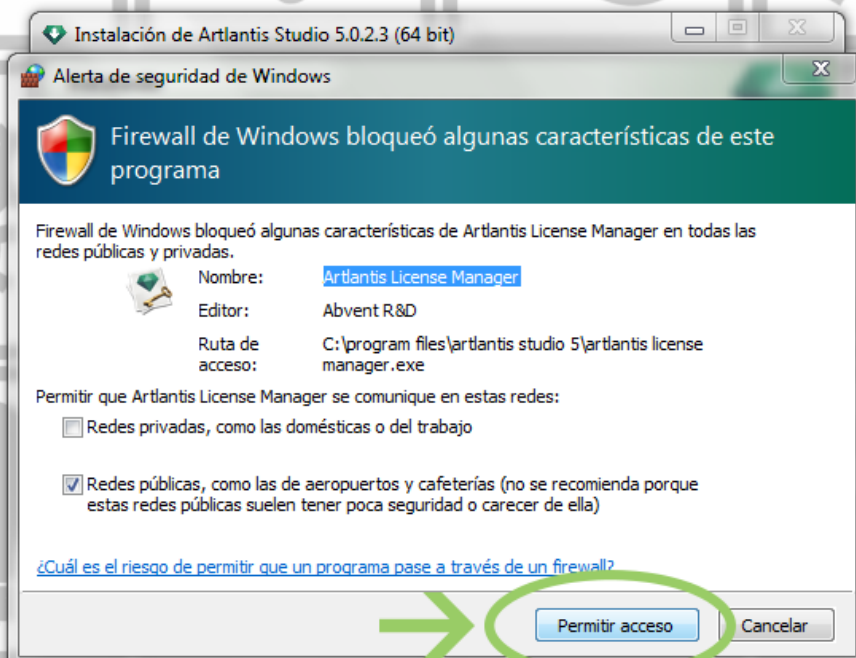 Instalación de Artlantis Studio 5.0.2.3 (64 bit)
Alerta de seguridad de Windows
Firewall de Windows bloqueó algunas características de este
programa
Firewall de Windows bloqueó algunas características de Artlantis License Manager en todas las
redes públicas y privadas.
Nombre: Artlantis License Manager
Editor: Abvent R&D
Ruta de C:\program files\artlantis studio 5\artlantis license
acceso: manager.exe
Permitir que Artlantis License Manager se comunique en estas redes:
Redes privadas, como las domésticas o del trabajo
Redes públicas, como las de aeropuertos y cafeterías (no se recomienda porque
estas redes públicas suelen tener poca seguridad o carecer de ella)
¿Cuál es el riesgo de permitir que un programa pase a través de un firewall?
Permitir acceso Cancelar